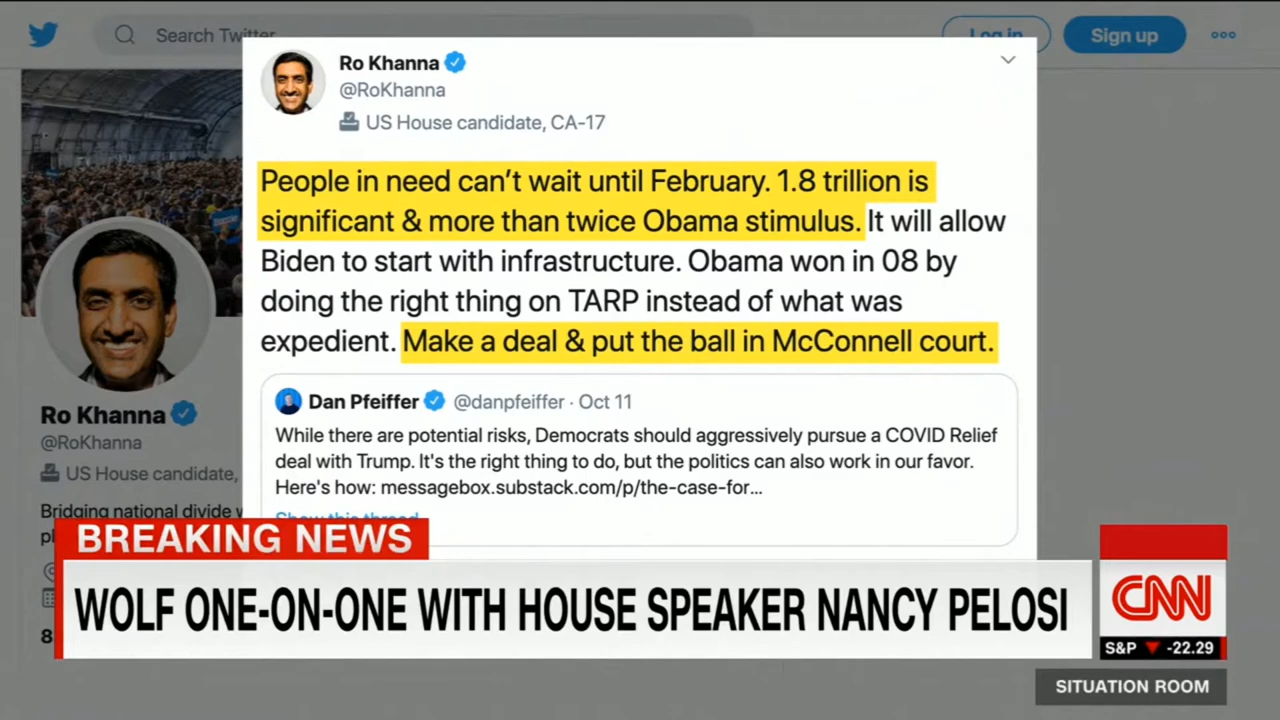 Search Twitter
Log in
Sign up
Ro Khanna
@RoKhanna
US House candidate, CA-17
People in need can't wait until February. 1.8 trillion is
significant & more than twice Obama stimulus. It will allow
Biden to start with infrastructure. Obama won in 08 by
doing the right thing on TARP instead of what was
expedient. Make a deal & put the ball in McConnell court.
Dan Pfeiffer @danpfeiffer · Oct 11
While there are potential risks, Democrats should aggressively pursue a COVID Relief
deal with Trump. It's the right thing to do, but the politics can also work in our favor.
Here's how: messagebox.substack.com/p/the-case-for...
Show this thread
Ro Khanna
@RoKhanna
US House candidate,
Bridging national divide
BREAKING NEWS
WOLF ONE-ON-ONE WITH HOUSE SPEAKER NANCY PELOSI
CNN
S&P -22.29
SITUATION ROOM